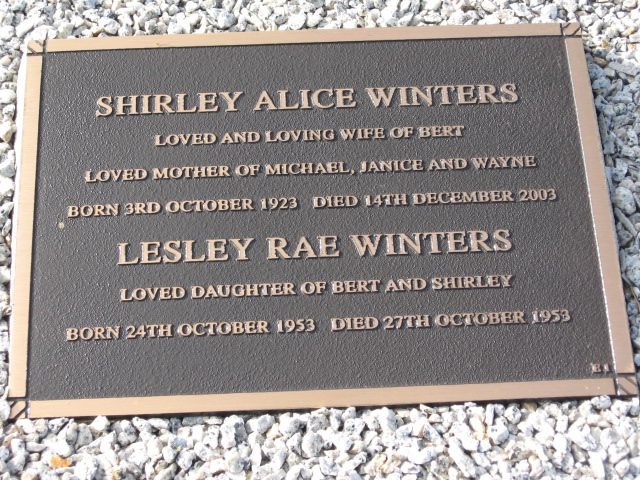 SHIRLEY ALICE WINTERS
LOVED AND LOVING WIFE OF BERT
LOVED MOTHER OF MICHAEL, JANICE AND WAYNE
BORN 3RD OCTOBER 1923 DIED 14TH DECEMBER 2003
LESLEY RAE WINTERS
LOVED DAUGHTER OF BERT AND SHIRLEY
BORN 24TH OCTOBER 1953 DIED 27TH OCTOBER 1953